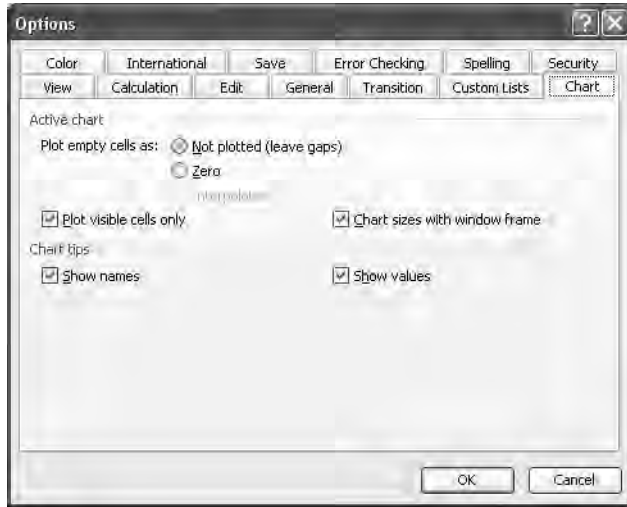 Options
Color International Save Error Checking Spelling Security
View Calculation Edit General Transition Custom Lists Chart
Active chart
Plot empty cells as: Not plotted (leave gaps)
Zero
Interpolated
Plot visible cells only Chart sizes with window frame
Chart tips
Show names Show values
OK Cancel